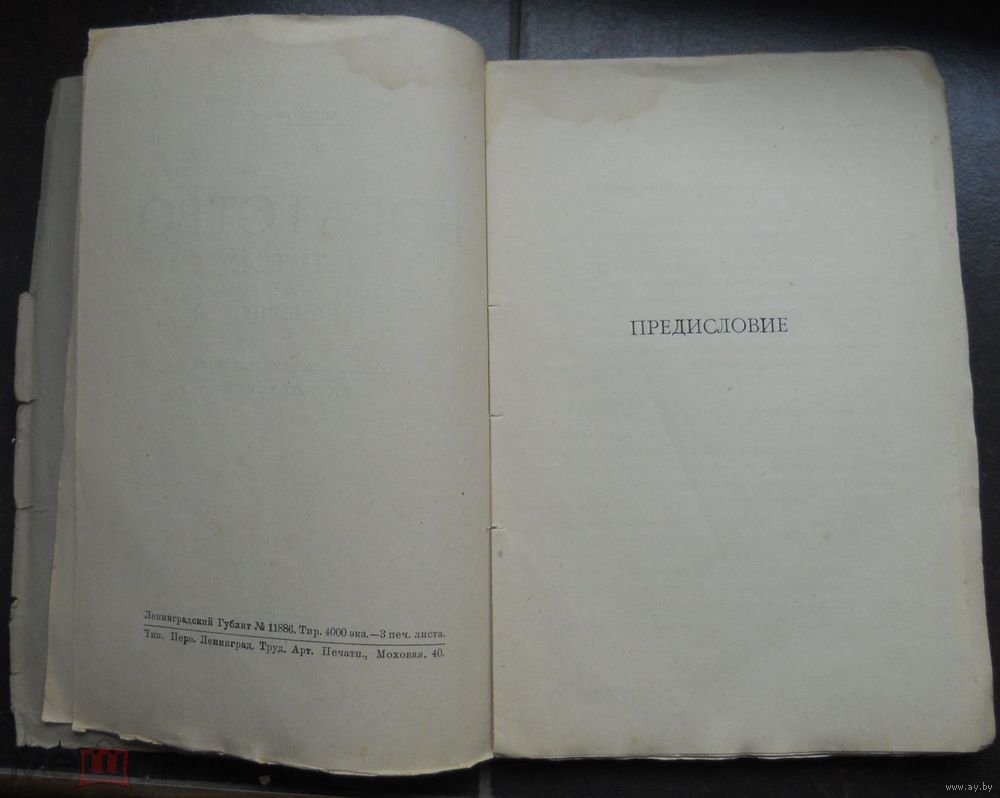 Ленинградский Гублит № 11886. Тир. 4000 экз.—3 печ. листа.
Тип. Перв. Ленинград. Труд. Арт. Печатн., Моховая, 40.
ПРЕДИСЛОВИЕ
www.ay.by